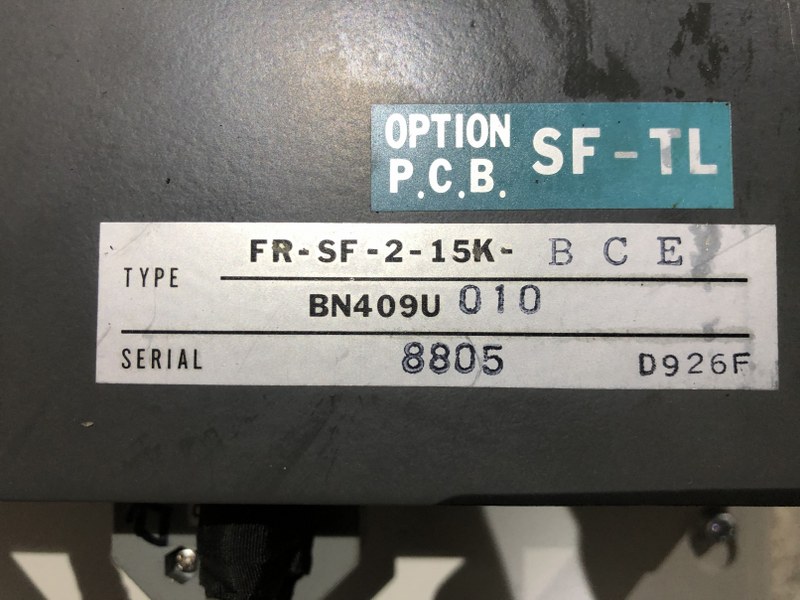 OPTION P.C.B. SF-TL
TYPE FR-SF-2-15K- BCE
BN409U 010
SERIAL 8805 D926F